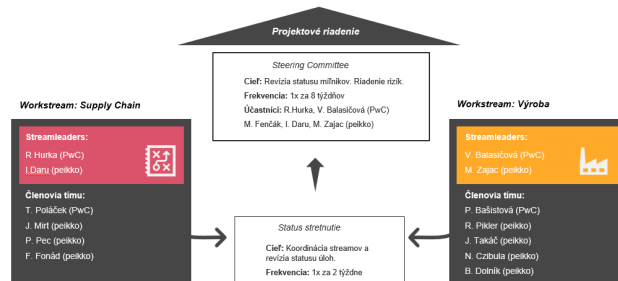 Projektové riadenie
Steering Committee
Cieľ: Revízia statusu míľnikov. Riadenie rizík.
Frekvencia: 1x za 8 týždňov
Účastníci: R.Hurka, V. Balasičová (PwC)
M. Fenčák, I. Daru, M. Zajac (peikko)
Workstream: Supply Chain
Streamleaders:
R Hurka (PwC)
I.Daru (peikko)
Členovia tímu:
T. Poláček (PwC)
J. Mirt (peikko)
P. Pec (peikko)
F. Fonád (peikko)
Status stretnutie
Cieľ: Koordinácia streamov a
revízia statusu úloh.
Frekvencia: 1x za 2 týždne
Workstream: Výroba
Streamleaders:
V. Balasičová (PwC)
M. Zajac (peikko)
Členovia tímu:
P. Bašistová (PwC)
R. Pikler (peikko)
J. Takáč (peikko)
N. Czibula (peikko)
B. Dolník (peikko)